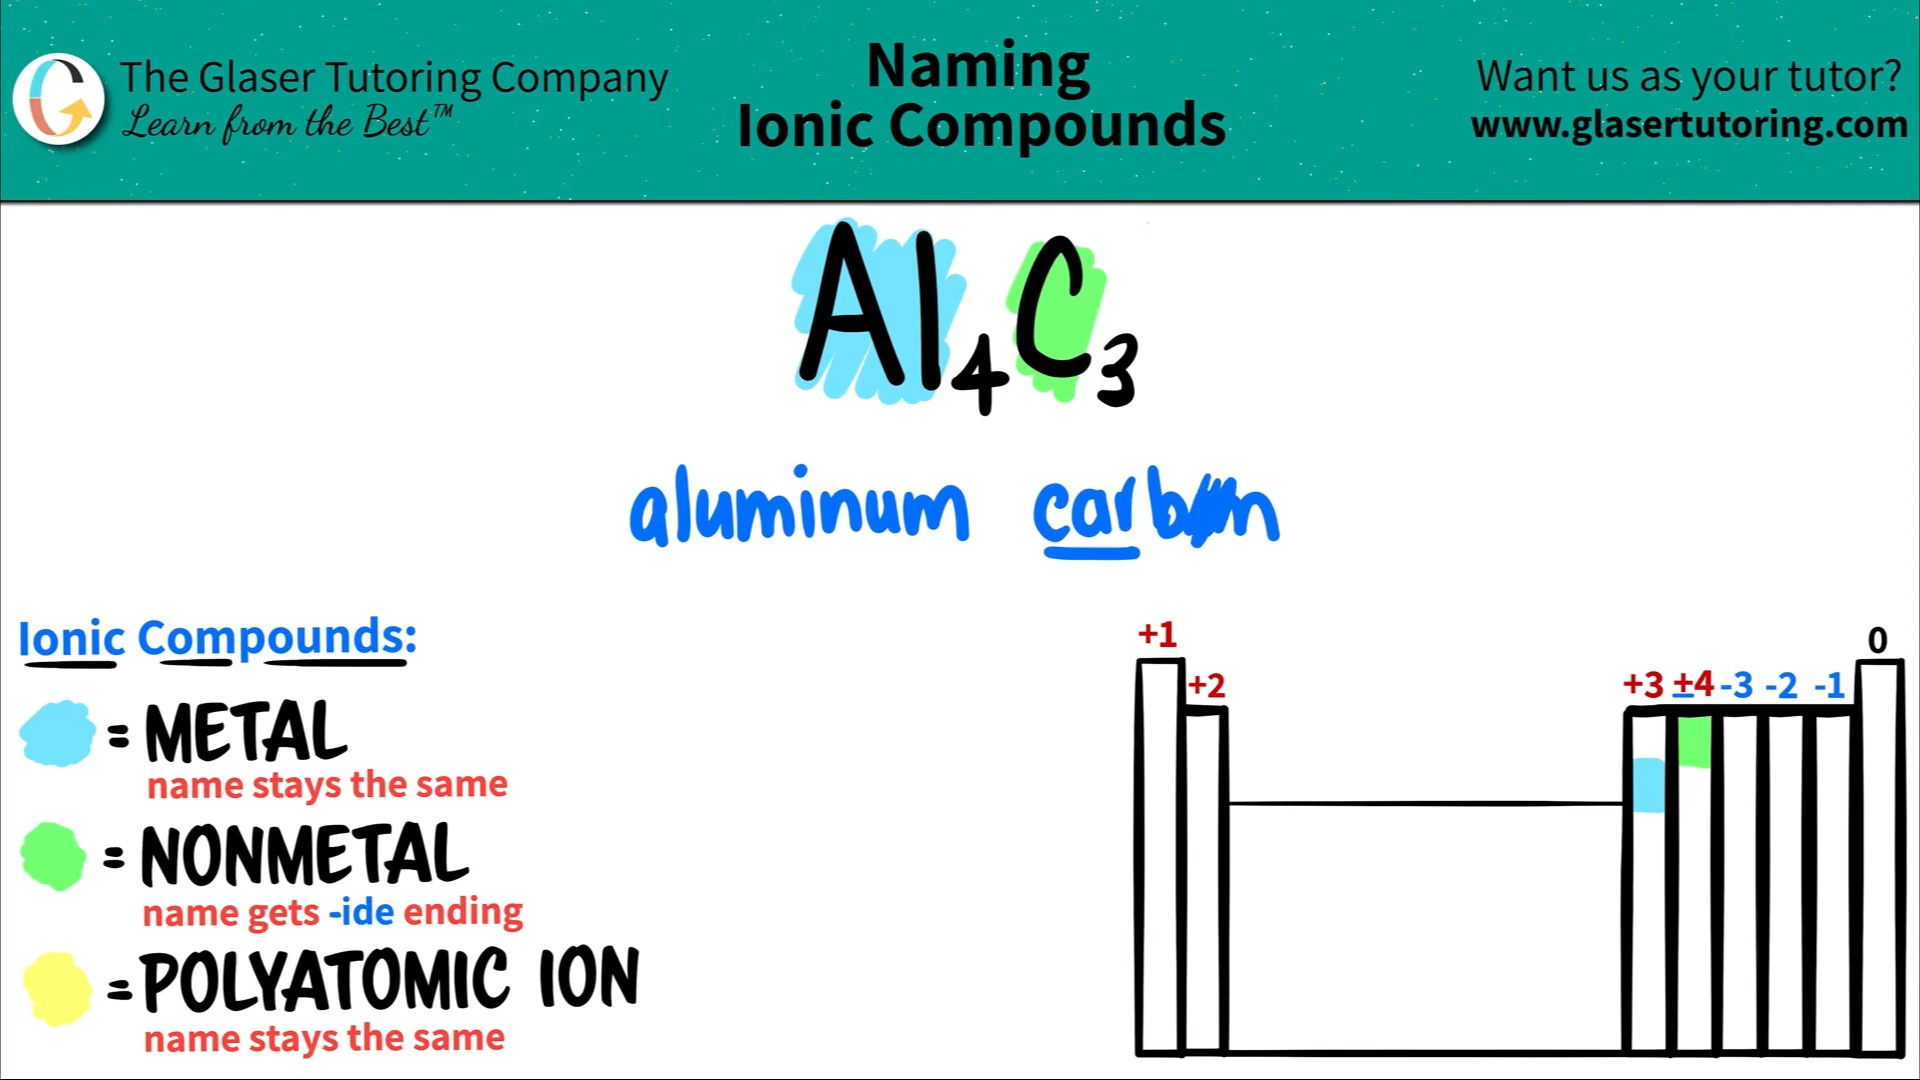 The Glaser Tutoring Company
Learn from the Best™
Naming
Ionic Compounds
Want us as your tutor?
www.glasertutoring.com
Al₄C₃
aluminum carbon
Ionic Compounds:
= METAL
name stays the same
= NONMETAL
name gets -ide ending
= POLYATOMIC ION
name stays the same
+1
0
+2
+3 ±4 -3 -2 -1